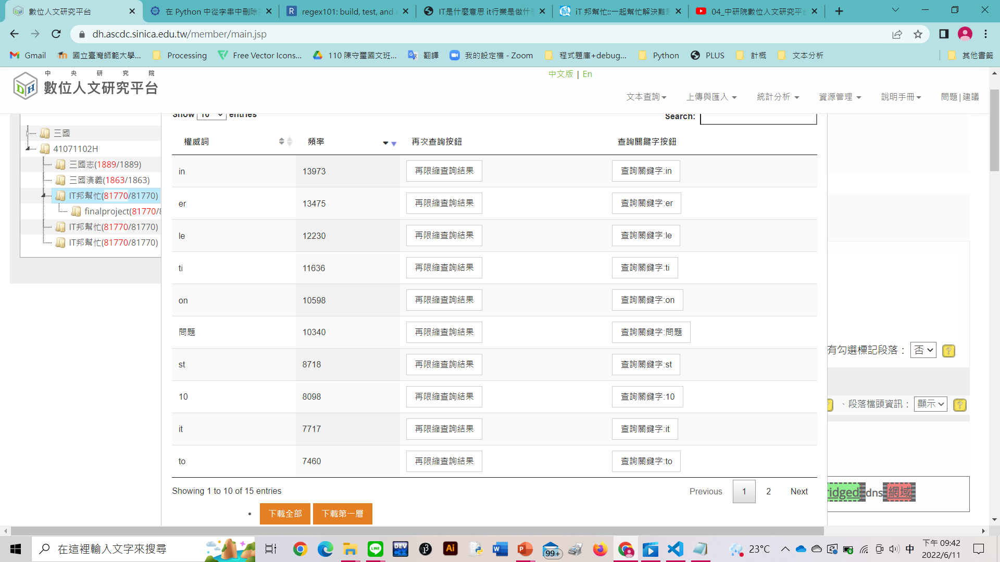 數位人文研究平台
在 Python 中從字串中刪除
regex101: build, test, and
IT是什麼意思 it行業是做什
iT 邦幫忙::一起幫忙解決難
04_中研院數位人文研究平
dh.ascdc.sinica.edu.tw/member/main.jsp
Gmail
國立臺灣師範大學...
Processing
Free Vector Icons...
110 陳守璽國文班...
翻譯
我的設定檔 - Zoom
程式題庫+debug...
Python
PLUS
計概
文本分析
其他書籤
中央研究院
數位人文研究平台
中文版 | En
文本查詢
上傳與匯入
統計分析
資源管理
說明手冊
問題|建議
三國
41071102H
三國志(1889/1889)
三國演義(1863/1863)
IT邦幫忙(81770/81770)
finalproject(81770/8
IT邦幫忙(81770/81770)
IT邦幫忙(81770/81770)
Show 10 entries
Search:
權威詞 頻率 再次查詢按鈕 查詢關鍵字按鈕
in 13973 再限縮查詢結果 查詢關鍵字:in
er 13475 再限縮查詢結果 查詢關鍵字:er
le 12230 再限縮查詢結果 查詢關鍵字:le
ti 11636 再限縮查詢結果 查詢關鍵字:ti
on 10598 再限縮查詢結果 查詢關鍵字:on
問題 10340 再限縮查詢結果 查詢關鍵字:問題
st 8718 再限縮查詢結果 查詢關鍵字:st
10 8098 再限縮查詢結果 查詢關鍵字:10
it 7717 再限縮查詢結果 查詢關鍵字:it
to 7460 再限縮查詢結果 查詢關鍵字:to
Showing 1 to 10 of 15 entries
Previous 1 2 Next
下載全部 下載第一層
有勾選標記段落： 否
、段落檔頭資訊： 顯示
ridged dns 網域
在這裡輸入文字來搜尋
99+
23°C
中
下午 09:42
2022/6/11